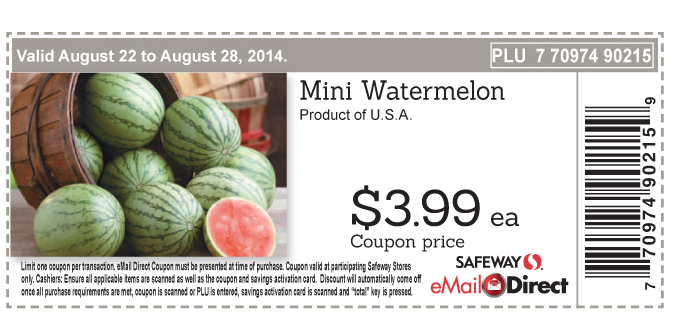 Valid August 22 to August 28, 2014.
PLU 7 70974 90215
Mini Watermelon
Product of U.S.A.
$3.99 ea
Coupon price
Limit one coupon per transaction. eMail Direct Coupon must be presented at time of purchase. Coupon valid at participating Safeway Stores
only. Cashiers: Ensure all applicable items are scanned as well as the coupon and savings activation card. Discount will automatically come off
once all purchase requirements are met, coupon is scanned or PLU is entered, savings activation card is scanned and “total” key is pressed.
SAFEWAY
eMail Direct
7 70974 90215 9